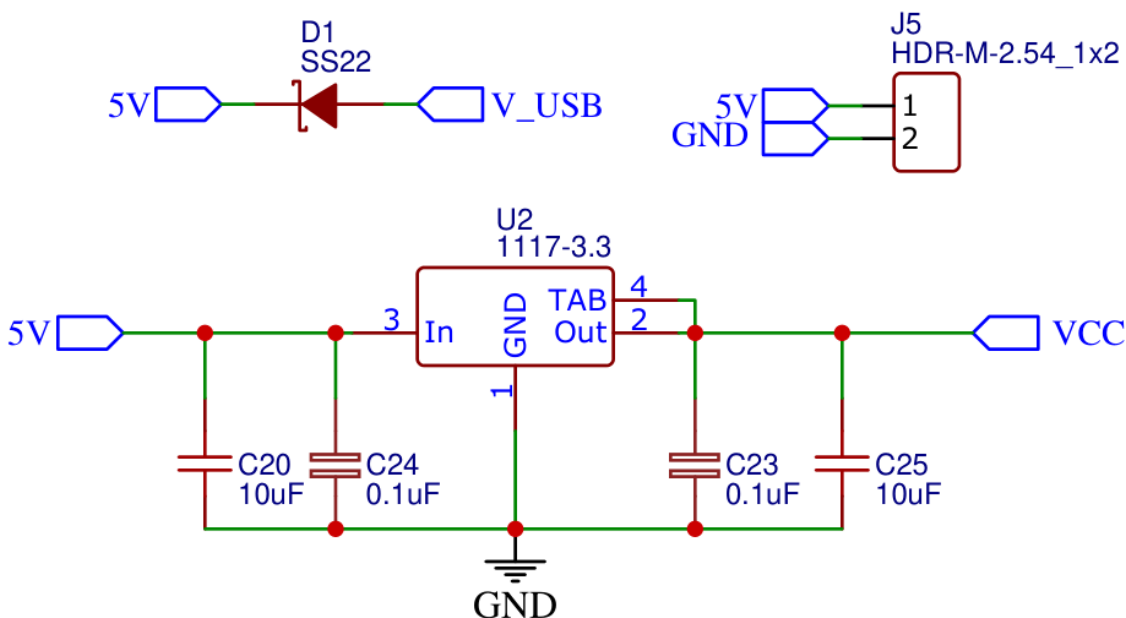 D1
SS22
5V
V_USB
J5
HDR-M-2.54_1x2
5V
1
GND
2
U2
1117-3.3
TAB
4
5V
3
In
GND
Out
2
VCC
1
C20
10uF
C24
0.1uF
C23
0.1uF
C25
10uF
GND